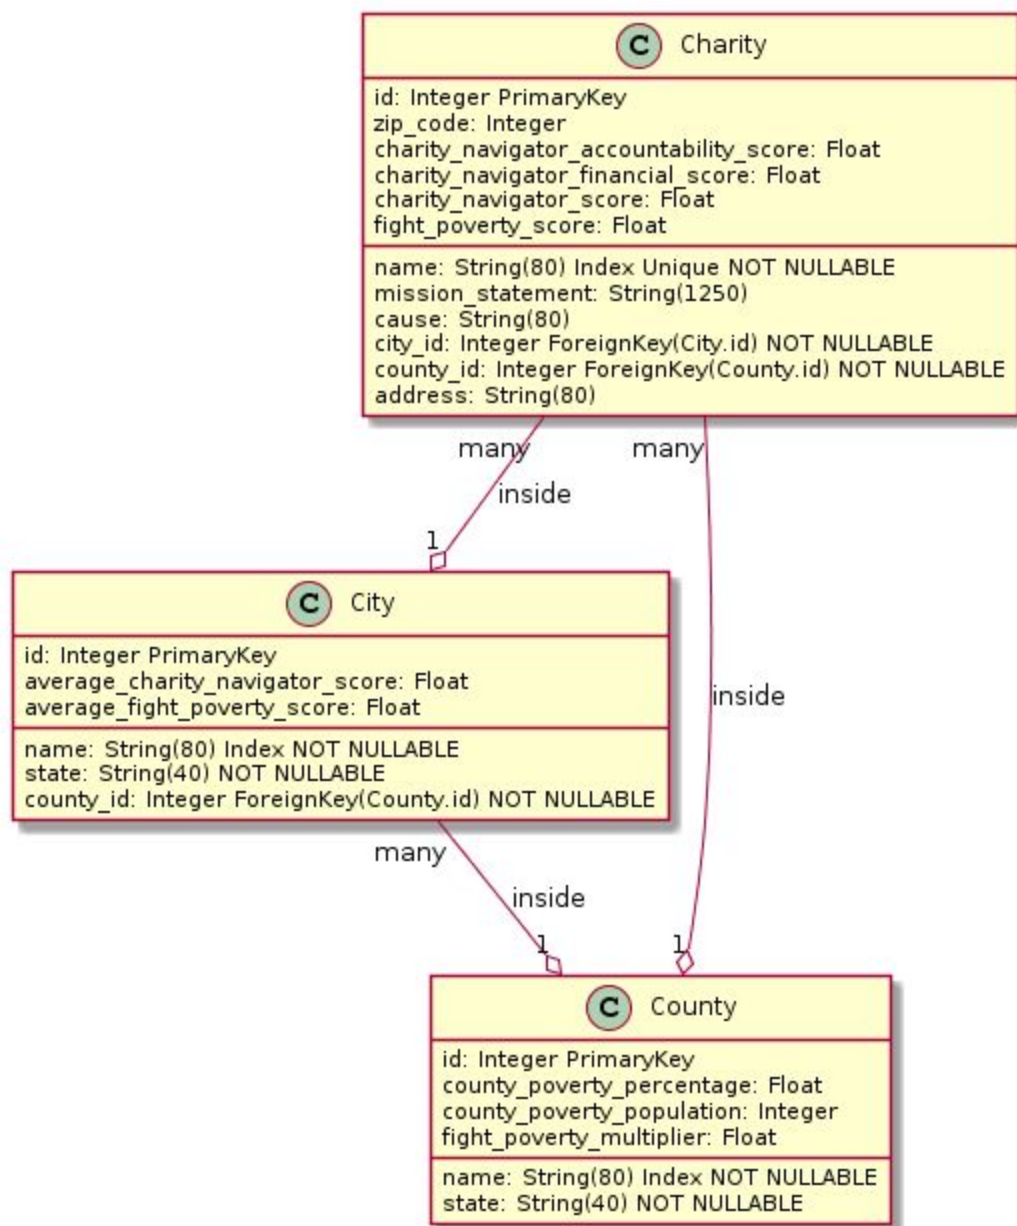 C Charity
id: Integer PrimaryKey
zip_code: Integer
charity_navigator_accountability_score: Float
charity_navigator_financial_score: Float
charity_navigator_score: Float
fight_poverty_score: Float
name: String(80) Index Unique NOT NULLABLE
mission_statement: String(1250)
cause: String(80)
city_id: Integer ForeignKey(City.id) NOT NULLABLE
county_id: Integer ForeignKey(County.id) NOT NULLABLE
address: String(80)
many
many
inside
1
C City
id: Integer PrimaryKey
average_charity_navigator_score: Float
average_fight_poverty_score: Float
inside
name: String(80) Index NOT NULLABLE
state: String(40) NOT NULLABLE
county_id: Integer ForeignKey(County.id) NOT NULLABLE
many
inside
1
1
C County
id: Integer PrimaryKey
county_poverty_percentage: Float
county_poverty_population: Integer
fight_poverty_multiplier: Float
name: String(80) Index NOT NULLABLE
state: String(40) NOT NULLABLE